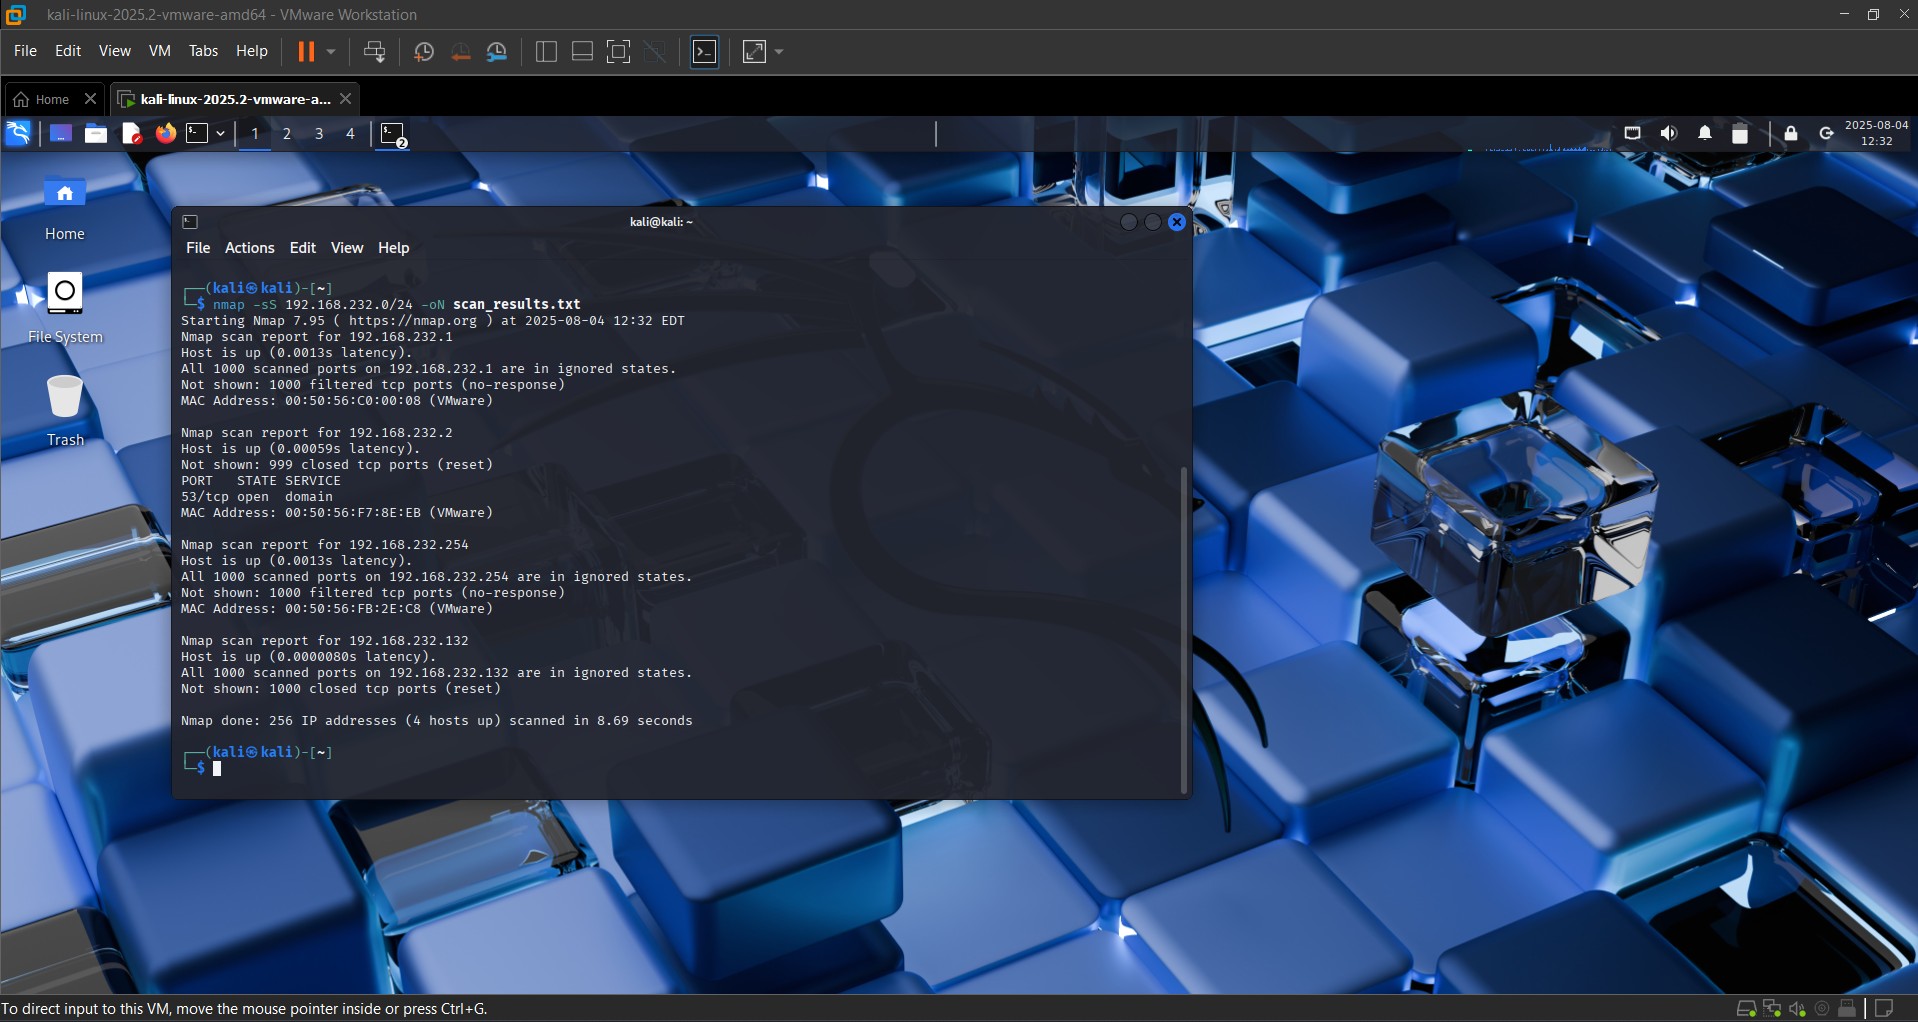 kali-linux-2025.2-vmware-amd64 - VMware Workstation
File Edit View VM Tabs Help
Home kali-linux-2025.2-vmware-a...
1 2 3 4 2
2025-08-04
12:32
Home
File System
Trash
kali@kali: ~
File Actions Edit View Help
┌──(kali㉿kali)-[~]
└─$ nmap -sS 192.168.232.0/24 -oN scan_results.txt
Starting Nmap 7.95 ( https://nmap.org ) at 2025-08-04 12:32 EDT
Nmap scan report for 192.168.232.1
Host is up (0.0013s latency).
All 1000 scanned ports on 192.168.232.1 are in ignored states.
Not shown: 1000 filtered tcp ports (no-response)
MAC Address: 00:50:56:C0:00:08 (VMware)
Nmap scan report for 192.168.232.2
Host is up (0.00059s latency).
Not shown: 999 closed tcp ports (reset)
PORT   STATE SERVICE
53/tcp open  domain
MAC Address: 00:50:56:F7:8E:EB (VMware)
Nmap scan report for 192.168.232.254
Host is up (0.0013s latency).
All 1000 scanned ports on 192.168.232.254 are in ignored states.
Not shown: 1000 filtered tcp ports (no-response)
MAC Address: 00:50:56:FB:2E:C8 (VMware)
Nmap scan report for 192.168.232.132
Host is up (0.0000080s latency).
All 1000 scanned ports on 192.168.232.132 are in ignored states.
Not shown: 1000 closed tcp ports (reset)
Nmap done: 256 IP addresses (4 hosts up) scanned in 8.69 seconds
┌──(kali㉿kali)-[~]
└─$
To direct input to this VM, move the mouse pointer inside or press Ctrl+G.